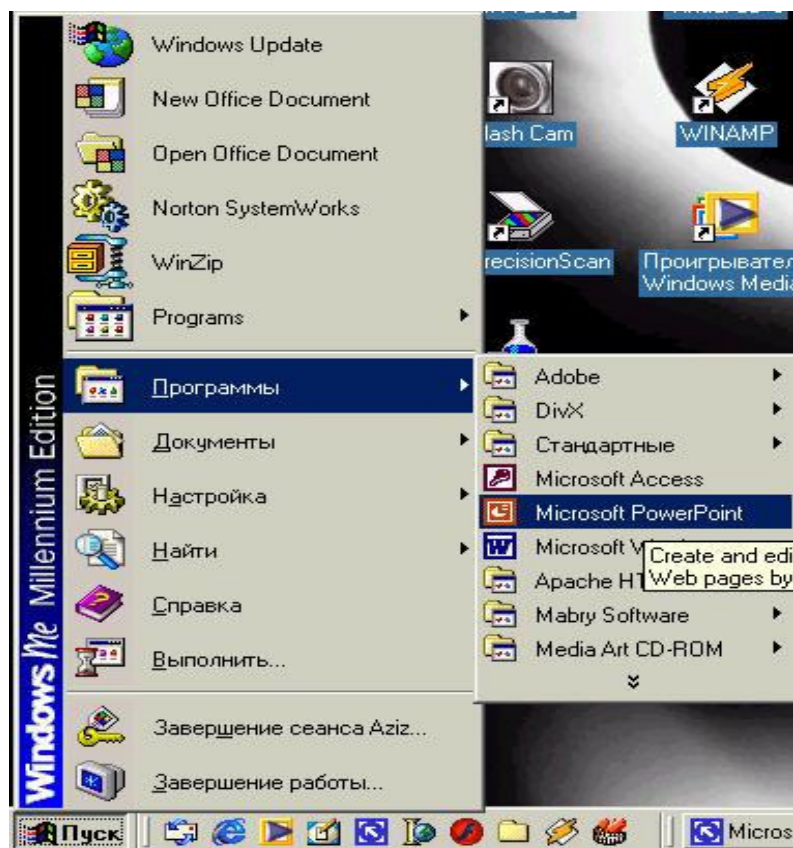 Windows Update
New Office Document
Open Office Document
Norton SystemWorks
WinZip
Programs
Программы
Документы
Настройка
Найти
Справка
Выполнить...
Завершение сеанса Aziz...
Завершение работы...
Windows Me Millennium Edition
lash Cam
WINAMP
recisionScan
Проигрывател
Windows Media
Adobe
DivX
Стандартные
Microsoft Access
Microsoft PowerPoint
Microsoft
Create and edi
Web pages by
Apache HT
Mabry Software
Media Art CD-ROM
Пуск
Micros